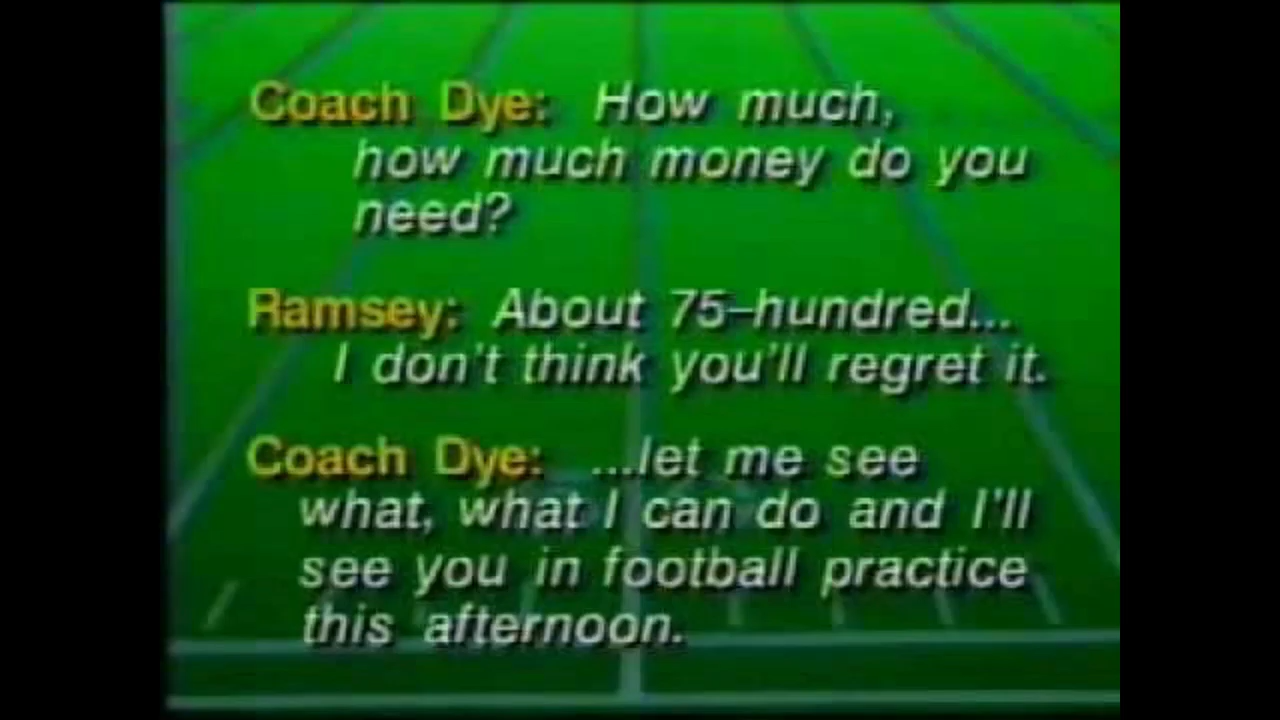 Coach Dye: How much,
how much money do you
need?
Ramsey: About 75-hundred...
I don't think you'll regret it.
Coach Dye: ...let me see
what, what I can do and I'll
see you in football practice
this afternoon.